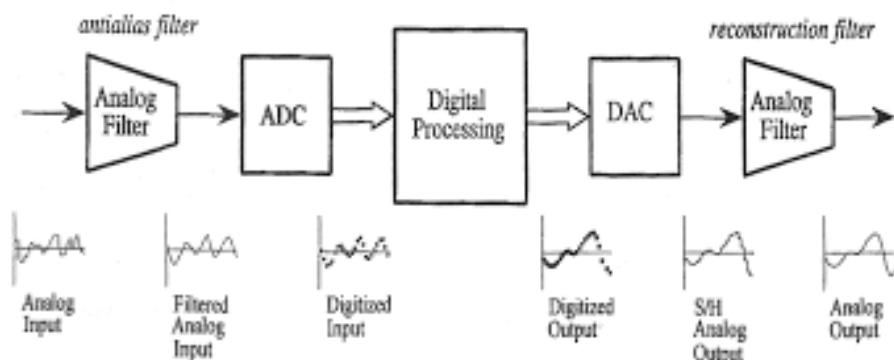 antialias filter
reconstruction filter
Analog
Filter
ADC
Digital
Processing
DAC
Analog
Filter
Analog
Input
Filtered
Analog
Input
Digitized
Input
Digitized
Output
S/H
Analog
Output
Analog
Output